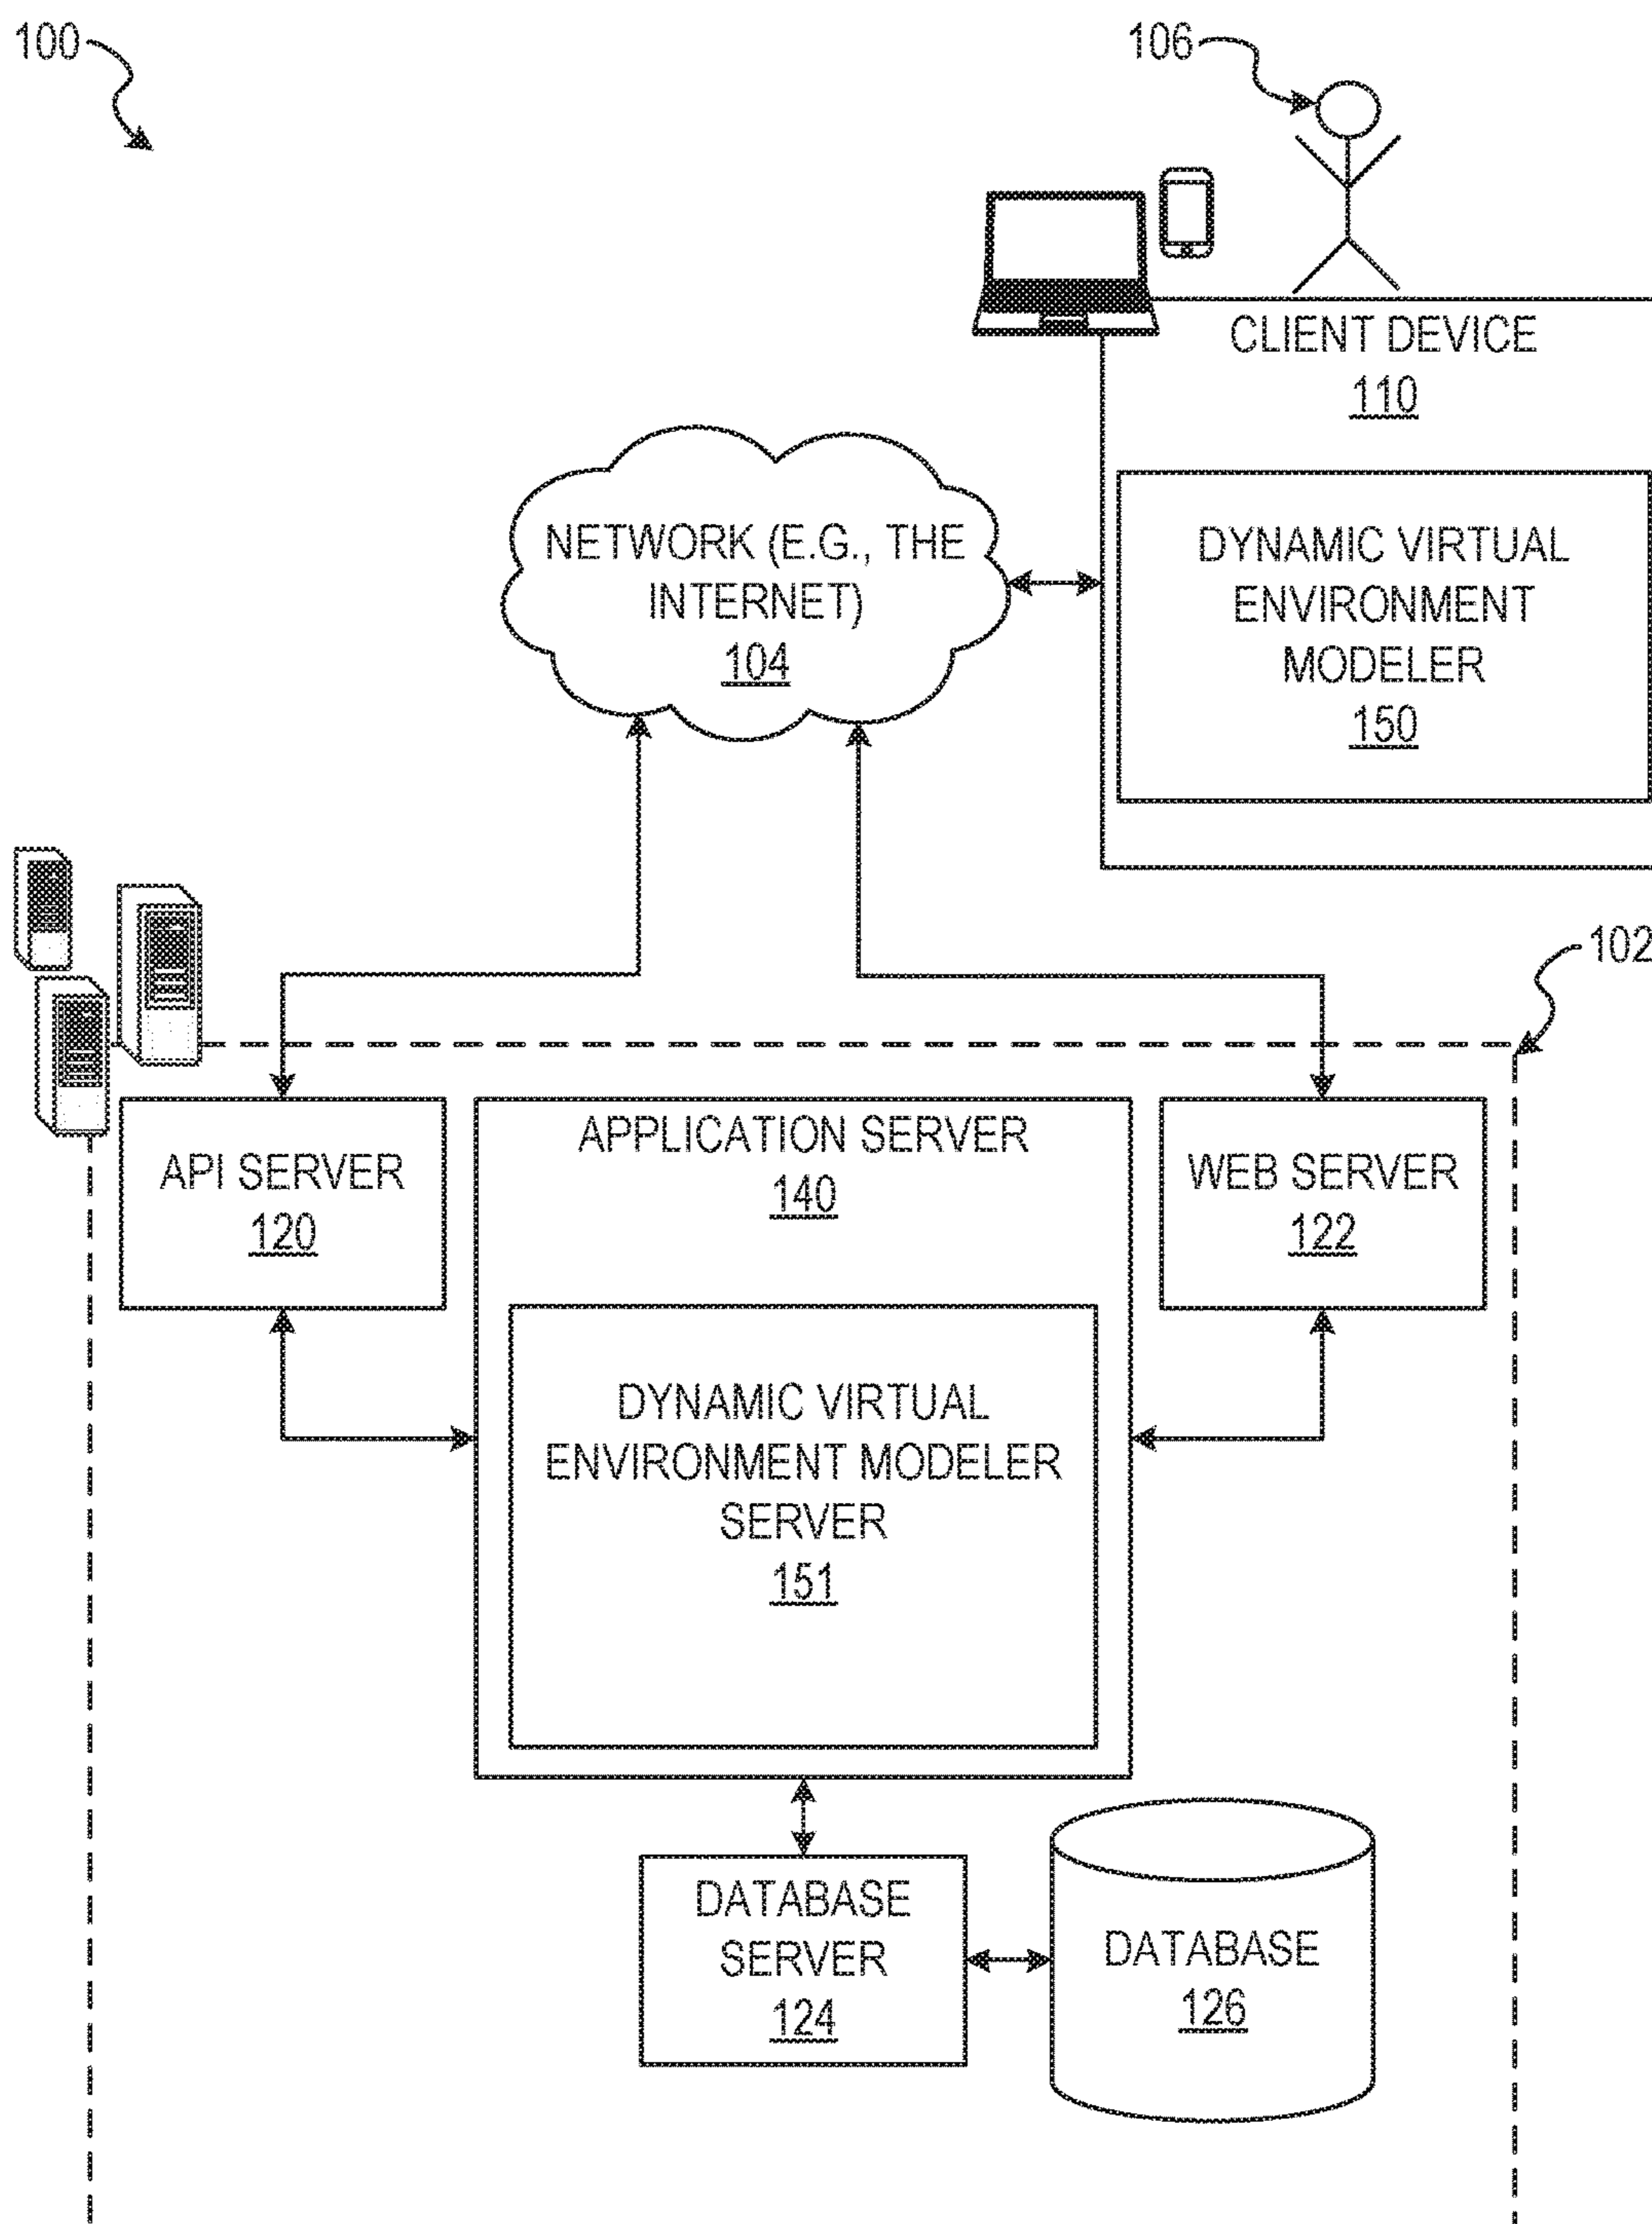 100
106
CLIENT DEVICE
110
NETWORK (E.G., THE
INTERNET)
104
DYNAMIC VIRTUAL
ENVIRONMENT
MODELER
150
102
API SERVER
120
APPLICATION SERVER
140
WEB SERVER
122
DYNAMIC VIRTUAL
ENVIRONMENT MODELER
SERVER
151
DATABASE
SERVER
124
DATABASE
126